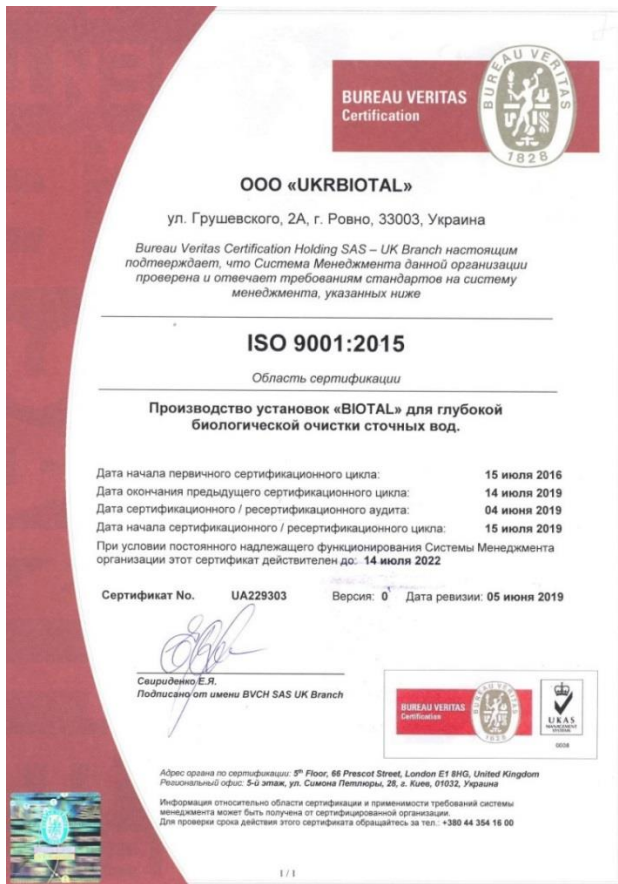 BUREAU VERITAS
Certification
BUREAU VERITAS
1828
ООО «UKRBIOTAL»
ул. Грушевского, 2А, г. Ровно, 33003, Украина
Bureau Veritas Certification Holding SAS – UK Branch настоящим
подтверждает, что Система Менеджмента данной организации
проверена и отвечает требованиям стандартов на систему
менеджмента, указанных ниже
ISO 9001:2015
Область сертификации
Производство установок «BIOTAL» для глубокой
биологической очистки сточных вод.
Дата начала первичного сертификационного цикла: 15 июля 2016
Дата окончания предыдущего сертификационного цикла: 14 июля 2019
Дата сертификационного / ресертификационного аудита: 04 июня 2019
Дата начала сертификационного / ресертификационного цикла: 15 июля 2019
При условии постоянного надлежащего функционирования Системы Менеджмента
организации этот сертификат действителен до: 14 июля 2022
Сертификат No. UA229303 Версия: 0 Дата ревизии: 05 июня 2019
Свириденко Е.Я.
Подписано от имени BVCH SAS UK Branch
BUREAU VERITAS
Certification
BUREAU VERITAS
1828
UKAS
MANAGEMENT
SYSTEMS
0008
Адрес органа по сертификации: 5th Floor, 66 Prescot Street, London E1 8HG, United Kingdom
Региональный офис: 5-й этаж, ул. Симона Петлюры, 28, г. Киев, 01032, Украина
Информация относительно области сертификации и применимости требований системы
менеджмента может быть получена от сертифицированной организации.
Для проверки срока действия этого сертификата обращайтесь за тел.: +380 44 354 16 00
1 / 1